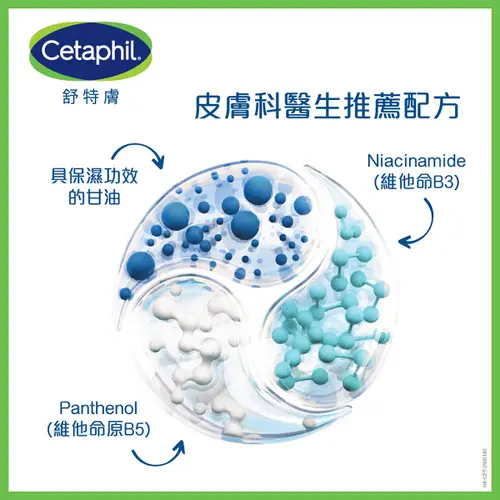 Cetaphil®
舒特膚
皮膚科醫生推薦配方
具保濕功效
的甘油
Niacinamide
(維他命B3)
Panthenol
(維他命原B5)